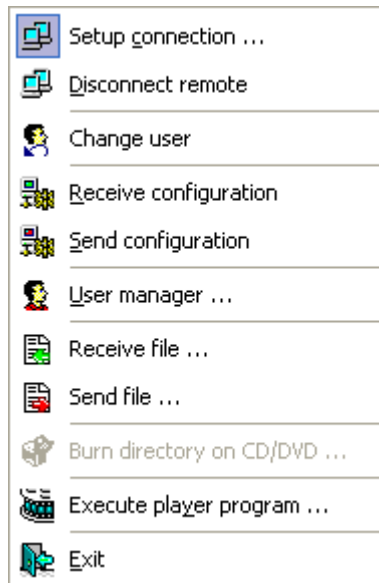 Setup connection ...
Disconnect remote
Change user
Receive configuration
Send configuration
User manager ...
Receive file ...
Send file ...
Burn directory on CD/DVD ...
Execute player program ...
Exit